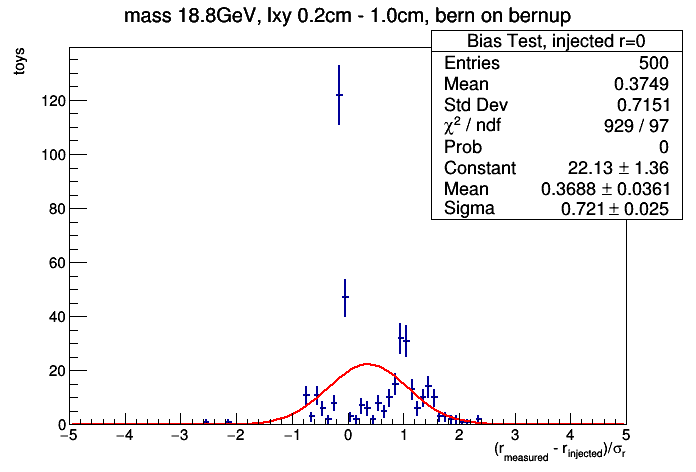 mass 18.8GeV, lxy 0.2cm - 1.0cm, bern on bernup
toys
Bias Test, injected r=0
Entries 500
Mean 0.3749
Std Dev 0.7151
χ² / ndf 929 / 97
Prob 0
Constant 22.13 ± 1.36
Mean 0.3688 ± 0.0361
Sigma 0.721 ± 0.025
120
100
80
60
40
20
0
−5 −4 −3 −2 −1 0 1 2 3 4 5
(r_measured - r_injected)/σ_r